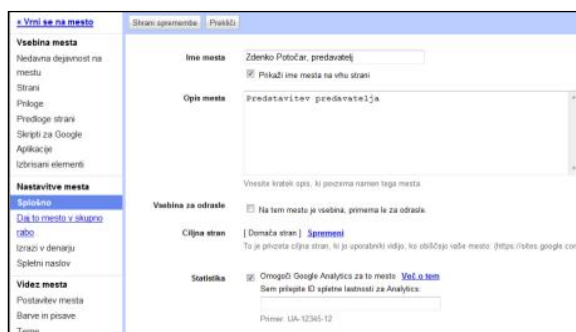 « Vrni se na mesto
Vsebina mesta
Nedavna dejavnost na
mestu
Strani
Priloge
Predloge strani
Skripti za Google
Aplikacije
Izbrisani elementi
Nastavitve mesta
Splošno
Daj to mesto v skupno
rabo
Izrazi v denarju
Spletni naslov
Videz mesta
Postavitev mesta
Barve in pisave
Teme
Shrani spremembe Prekliči
Ime mesta Zdenko Potočar, predavatelj
Prikaži ime mesta na vrhu strani
Opis mesta Predstavitev predavatelja
Vnesite kratek opis, ki povzema namen tega mesta
Vsebina za odrasle Na tem mestu je vsebina, primerna le za odrasle.
Ciljna stran [ Domača stran ] Spremeni
To je privzeta ciljna stran, ki jo uporabniki vidijo, ko obiščejo vaše mesto: (https://sites.google.com
Statistika Omogoči Google Analytics za to mesto Več o tem
Sem prilepite ID spletne lastnosti za Analytics:
Primer: UA-12345-12